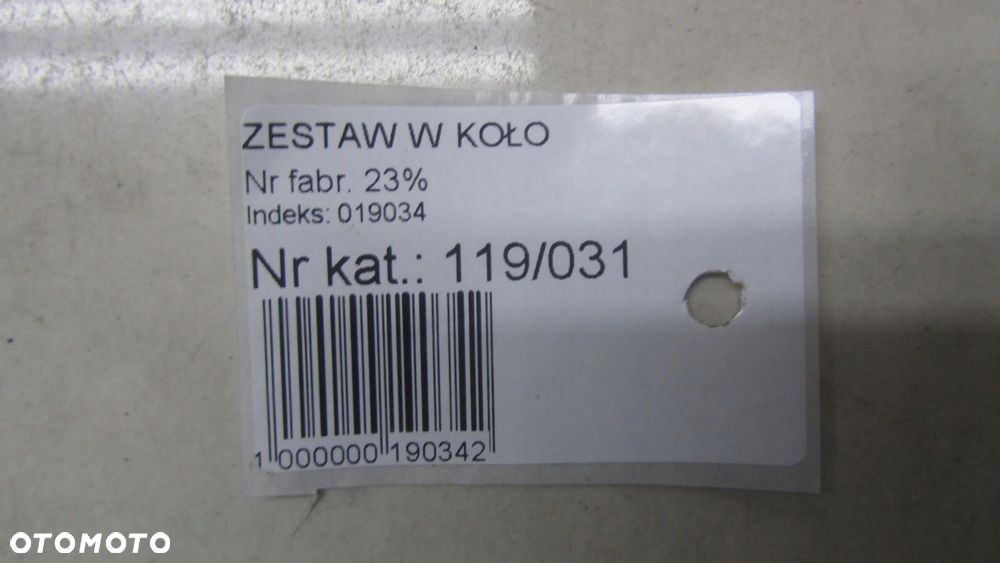 ZESTAW W KOŁO
Nr fabr. 23%
Indeks: 019034
Nr kat.: 119/031
1 000000 190342
OTOMOTO